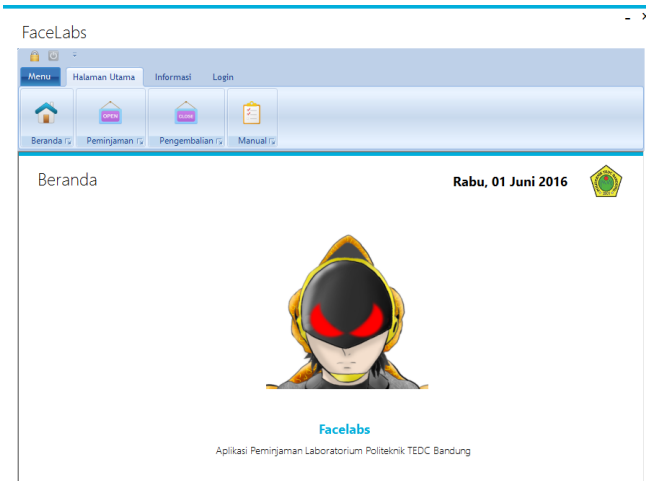 FaceLabs
Menu Halaman Utama Informasi Login
OPEN CLOSE
Beranda Peminjaman Pengembalian Manual
Beranda
Rabu, 01 Juni 2016
Facelabs
Aplikasi Peminjaman Laboratorium Politeknik TEDC Bandung